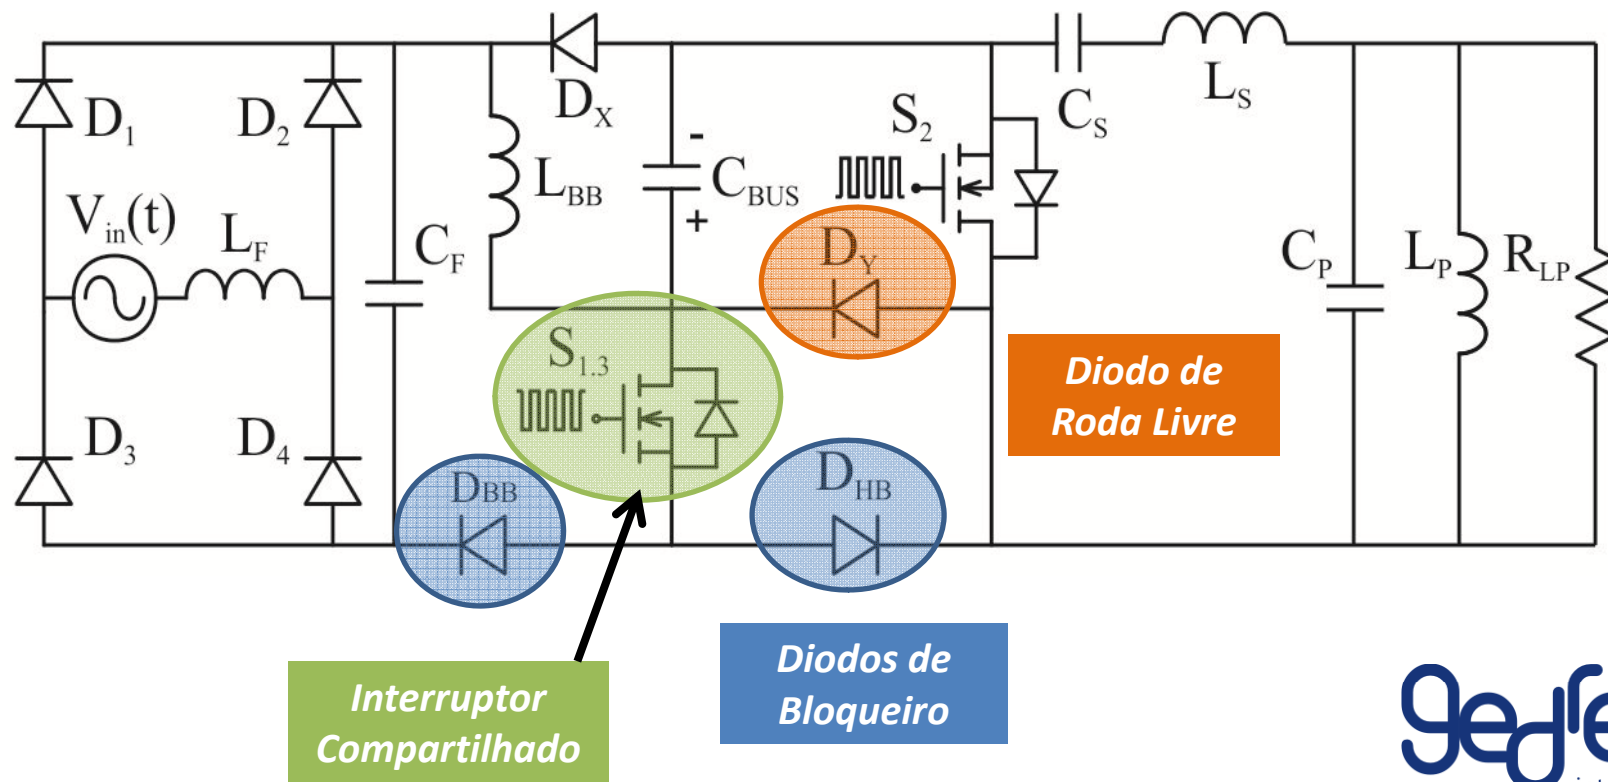 D1
D2
DX
S2
CS
LS
-
LBB
CBUS
+
Vin(t)
LF
CF
DY
CP
LP
RLP
S1.3
Diodo de
Roda Livre
D3
D4
DBB
DHB
Diodos de
Bloqueiro
Interruptor
Compartilhado
gedre